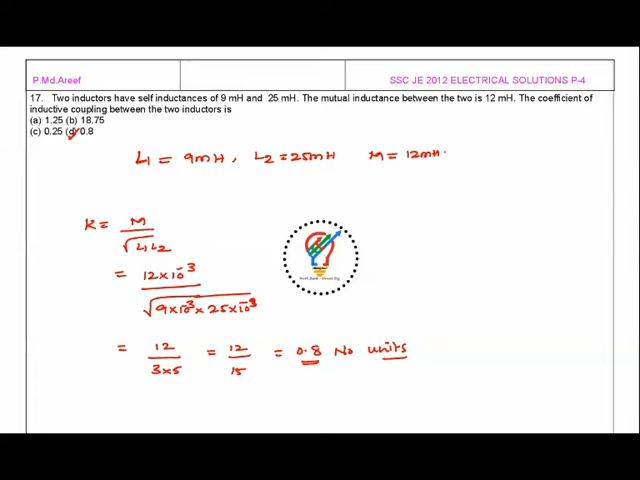 P.Md.Areef
SSC JE 2012 ELECTRICAL SOLUTIONS P-4
17. Two inductors have self inductances of 9 mH and 25 mH. The mutual inductance between the two is 12 mH. The coefficient of
inductive coupling between the two inductors is
(a) 1.25 (b) 18.75
(c) 0.25 (d) 0.8
L1 = 9mH, L2 = 25mH M = 12mH.
K = M / √L1L2
= 12×10⁻³ / √9×10⁻³×25×10⁻³
= 12 / 3×5 = 12 / 15 = 0.8 No units